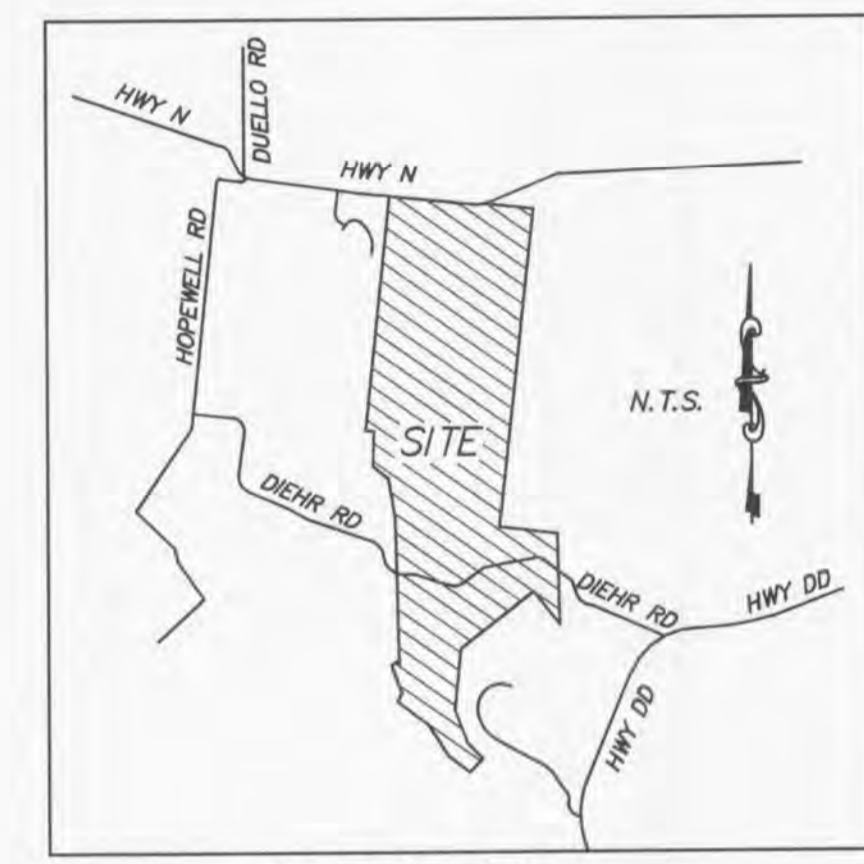 HWY N
DUELLO RD
HWY N
HOPEWELL RD
N.T.S.
SITE
DIEHR RD
DIEHR RD
HWY DD
HWY DD